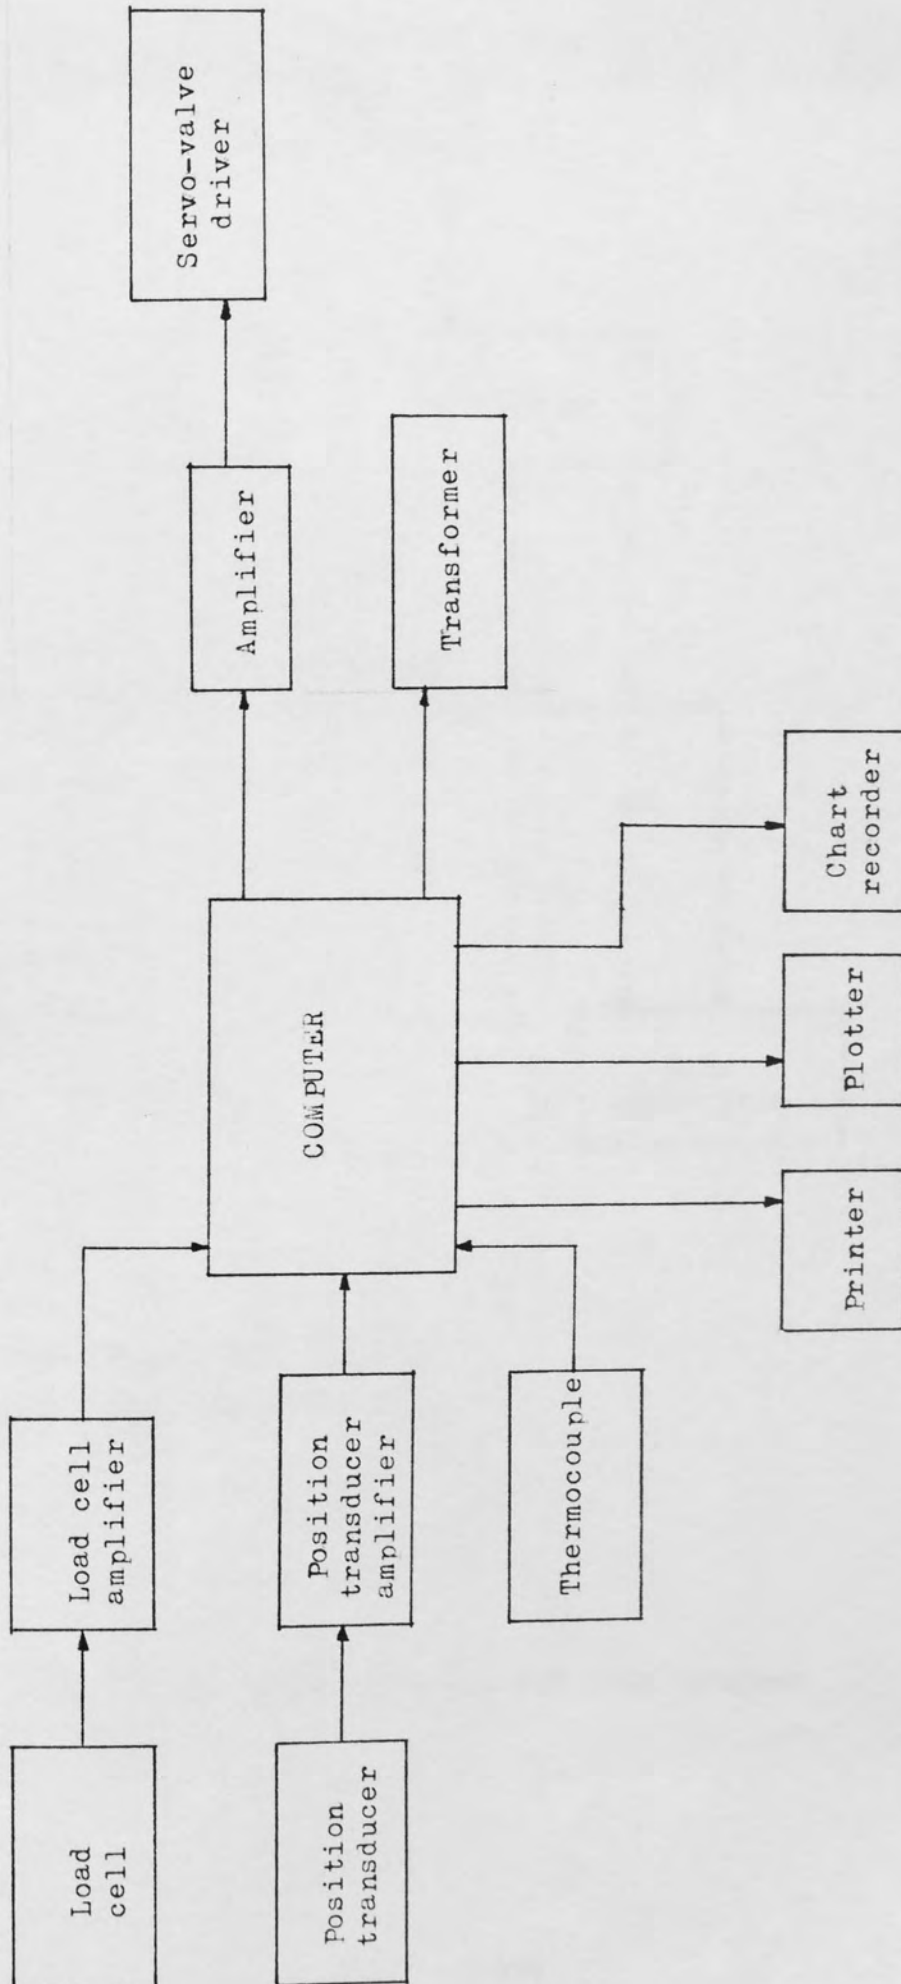 Load
cell
Load cell
amplifier
Position
transducer
Position
transducer
amplifier
Thermocouple
COMPUTER
Amplifier
Servo-valve
driver
Transformer
Printer
Plotter
Chart
recorder